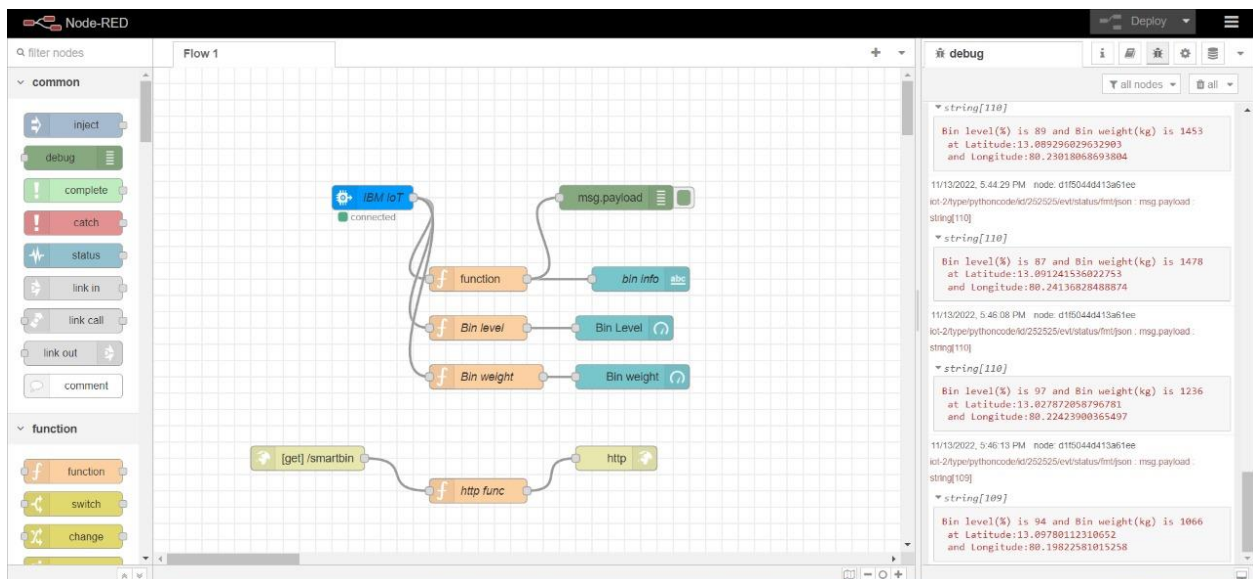 Node-RED
Deploy
filter nodes
common
inject
debug
complete
catch
status
link in
link call
link out
comment
function
function
switch
change
Flow 1
IBM IoT
connected
msg.payload
function
bin info
abc
Bin level
Bin Level
Bin weight
Bin weight
[get] /smartbin
http
http func
debug
i
all nodes
all
string[110]
Bin level(%) is 89 and Bin weight(kg) is 1453
at Latitude:13.089296029632903
and Longitude:80.23018068693804
11/13/2022, 5:44:29 PM node: d1f5044d413a61ee
iot-2/type/pythoncode/id/252525/evt/status/fmt/json : msg.payload :
string[110]
string[110]
Bin level(%) is 87 and Bin weight(kg) is 1478
at Latitude:13.091241536022753
and Longitude:80.24136828488874
11/13/2022, 5:46:08 PM node: d1f5044d413a61ee
iot-2/type/pythoncode/id/252525/evt/status/fmt/json : msg.payload :
string[110]
string[110]
Bin level(%) is 97 and Bin weight(kg) is 1236
at Latitude:13.027872058796781
and Longitude:80.22423900365497
11/13/2022, 5:46:13 PM node: d1f5044d413a61ee
iot-2/type/pythoncode/id/252525/evt/status/fmt/json : msg.payload :
string[109]
string[109]
Bin level(%) is 94 and Bin weight(kg) is 1066
at Latitude:13.09780112310652
and Longitude:80.19822581015258